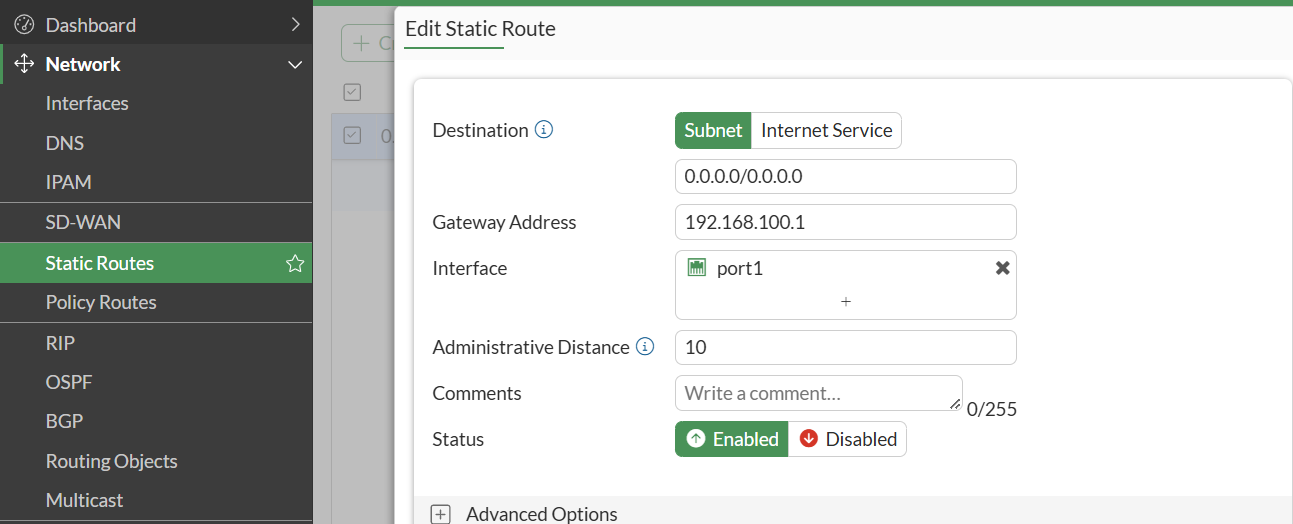 Dashboard
Network
Interfaces
DNS
IPAM
SD-WAN
Static Routes
Policy Routes
RIP
OSPF
BGP
Routing Objects
Multicast
Edit Static Route
Destination
Subnet Internet Service
0.0.0.0/0.0.0.0
Gateway Address 192.168.100.1
Interface port1
+
Administrative Distance 10
Comments Write a comment... 0/255
Status Enabled Disabled
Advanced Options